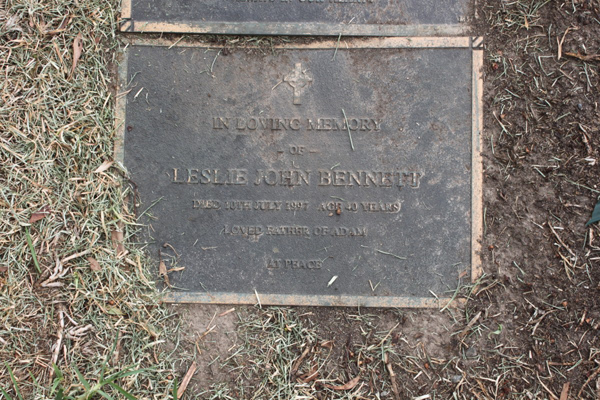 IN LOVING MEMORY
– OF –
LESLIE JOHN BENNETT
DIED 10TH JULY 1997 AGE 40 YEARS
LOVED FATHER OF ADAM
AT PEACE